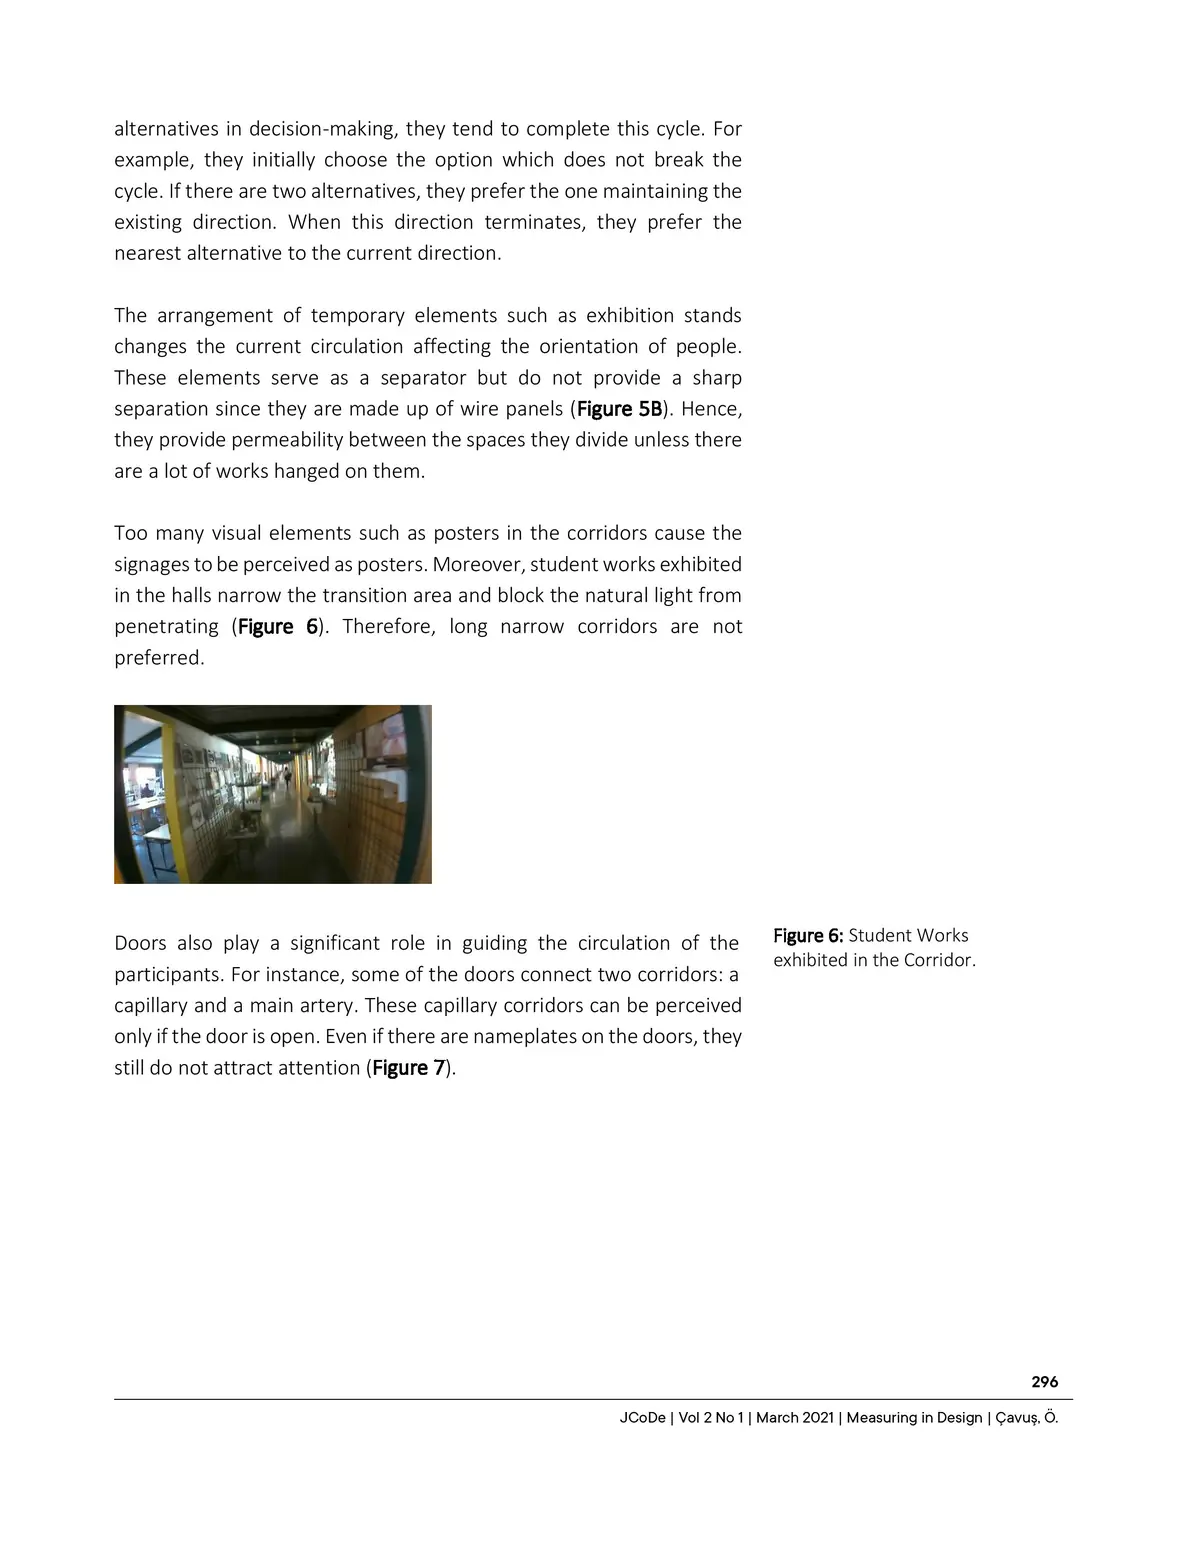 alternatives in decision-making, they tend to complete this cycle. For
example, they initially choose the option which does not break the
cycle. If there are two alternatives, they prefer the one maintaining the
existing direction. When this direction terminates, they prefer the
nearest alternative to the current direction.
The arrangement of temporary elements such as exhibition stands
changes the current circulation affecting the orientation of people.
These elements serve as a separator but do not provide a sharp
separation since they are made up of wire panels (Figure 5B). Hence,
they provide permeability between the spaces they divide unless there
are a lot of works hanged on them.
Too many visual elements such as posters in the corridors cause the
signages to be perceived as posters. Moreover, student works exhibited
in the halls narrow the transition area and block the natural light from
penetrating (Figure 6). Therefore, long narrow corridors are not
preferred.
Doors also play a significant role in guiding the circulation of the
participants. For instance, some of the doors connect two corridors: a
capillary and a main artery. These capillary corridors can be perceived
only if the door is open. Even if there are nameplates on the doors, they
still do not attract attention (Figure 7).
Figure 6: Student Works
exhibited in the Corridor.
296
JCoDe | Vol 2 No 1 | March 2021 | Measuring in Design | Çavuş, Ö.